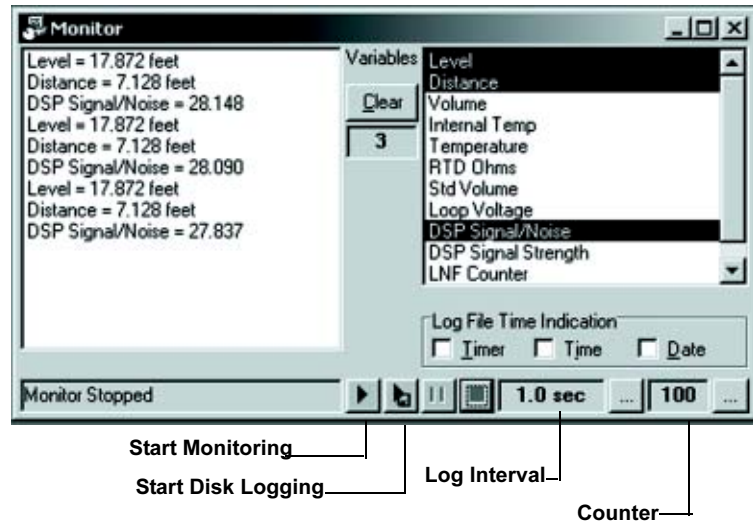 Monitor
Level = 17.872 feet
Distance = 7.128 feet
DSP Signal/Noise = 28.148
Level = 17.872 feet
Distance = 7.128 feet
DSP Signal/Noise = 28.090
Level = 17.872 feet
Distance = 7.128 feet
DSP Signal/Noise = 27.837
Variables
Clear
3
Level
Distance
Volume
Internal Temp
Temperature
RTD Ohms
Std Volume
Loop Voltage
DSP Signal/Noise
DSP Signal Strength
LNF Counter
Log File Time Indication
Timer Time Date
Monitor Stopped
1.0 sec ... 100 ...
Start Monitoring
Start Disk Logging
Log Interval
Counter